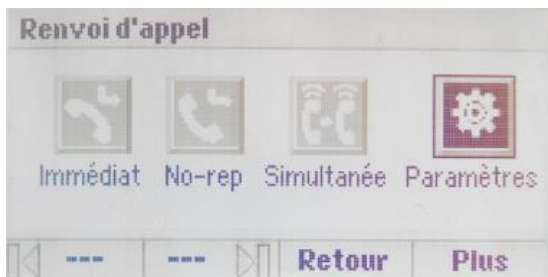 Renvoi d'appel
Immédiat No-rep Simultanée Paramètres
--- --- Retour Plus